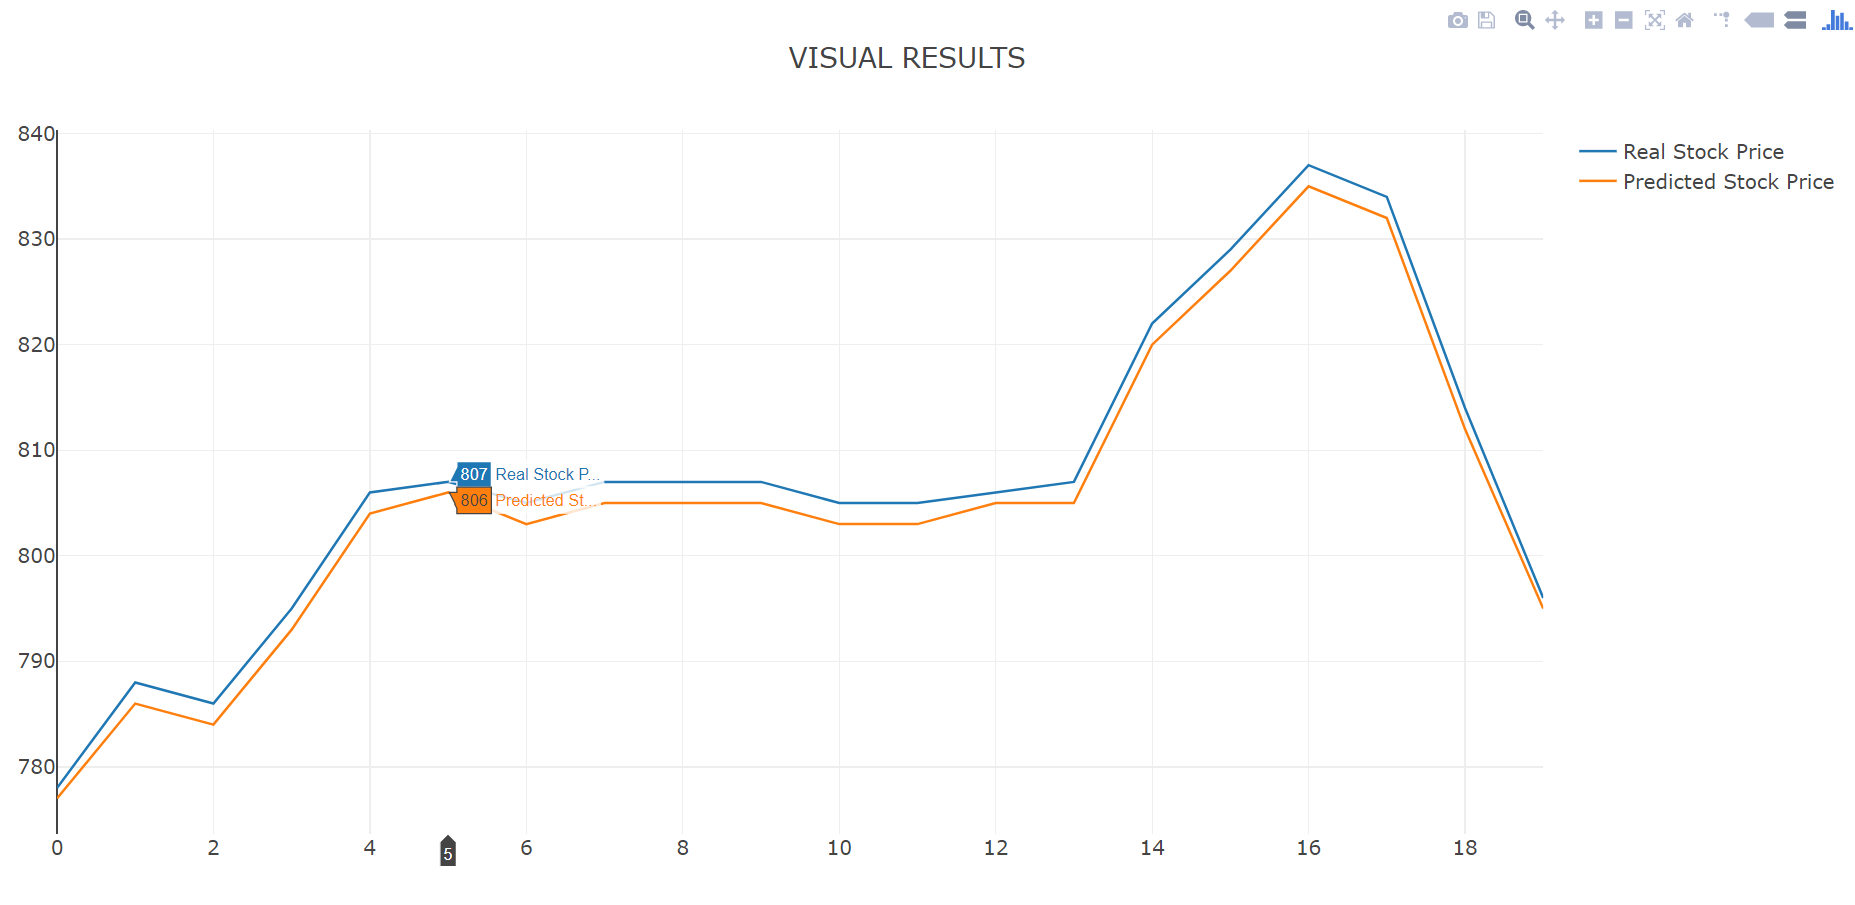 VISUAL RESULTS
840
830
820
810
800
790
780
Real Stock Price
Predicted Stock Price
807 Real Stock P...
806 Predicted St...
0 2 4 5 6 8 10 12 14 16 18